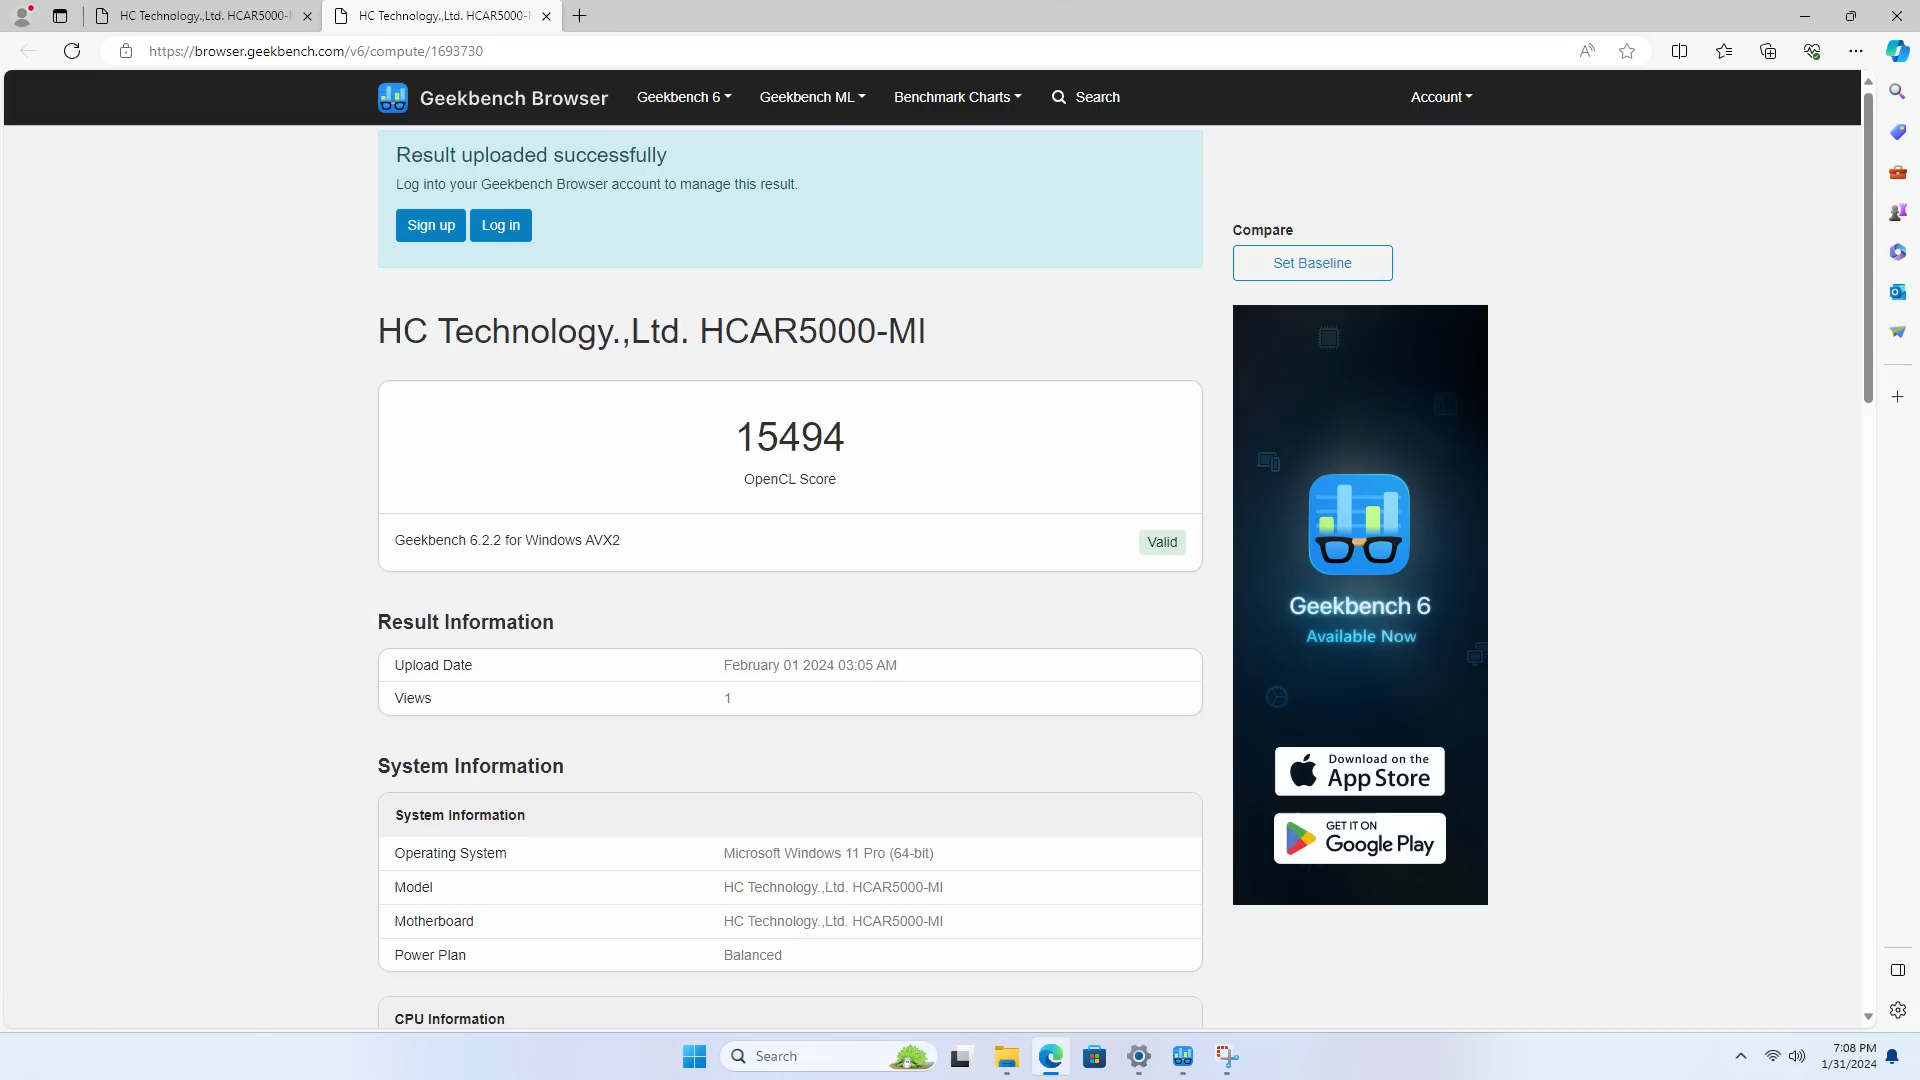 HC Technology.,Ltd. HCAR5000-
HC Technology.,Ltd. HCAR5000-
https://browser.geekbench.com/v6/compute/1693730
Geekbench Browser
Geekbench 6
Geekbench ML
Benchmark Charts
Search
Account
Result uploaded successfully
Log into your Geekbench Browser account to manage this result.
Sign up
Log in
Compare
Set Baseline
HC Technology.,Ltd. HCAR5000-MI
15494
OpenCL Score
Geekbench 6.2.2 for Windows AVX2
Valid
Result Information
Upload Date February 01 2024 03:05 AM
Views 1
System Information
System Information
Operating System Microsoft Windows 11 Pro (64-bit)
Model HC Technology.,Ltd. HCAR5000-MI
Motherboard HC Technology.,Ltd. HCAR5000-MI
Power Plan Balanced
CPU Information
Geekbench 6
Available Now
Download on the
App Store
GET IT ON
Google Play
Search
7:08 PM
1/31/2024